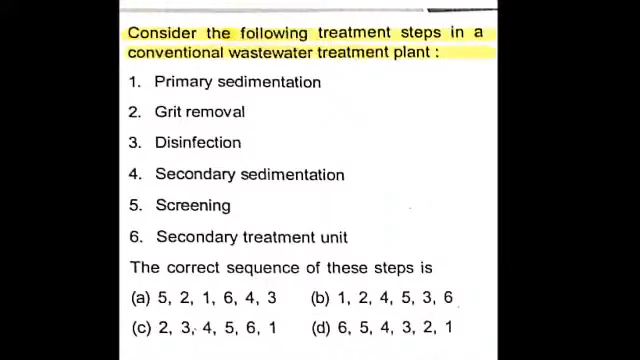 Consider the following treatment steps in a
conventional wastewater treatment plant :
1. Primary sedimentation
2. Grit removal
3. Disinfection
4. Secondary sedimentation
5. Screening
6. Secondary treatment unit
The correct sequence of these steps is
(a) 5, 2, 1, 6, 4, 3 (b) 1, 2, 4, 5, 3, 6
(c) 2, 3, 4, 5, 6, 1 (d) 6, 5, 4, 3, 2, 1